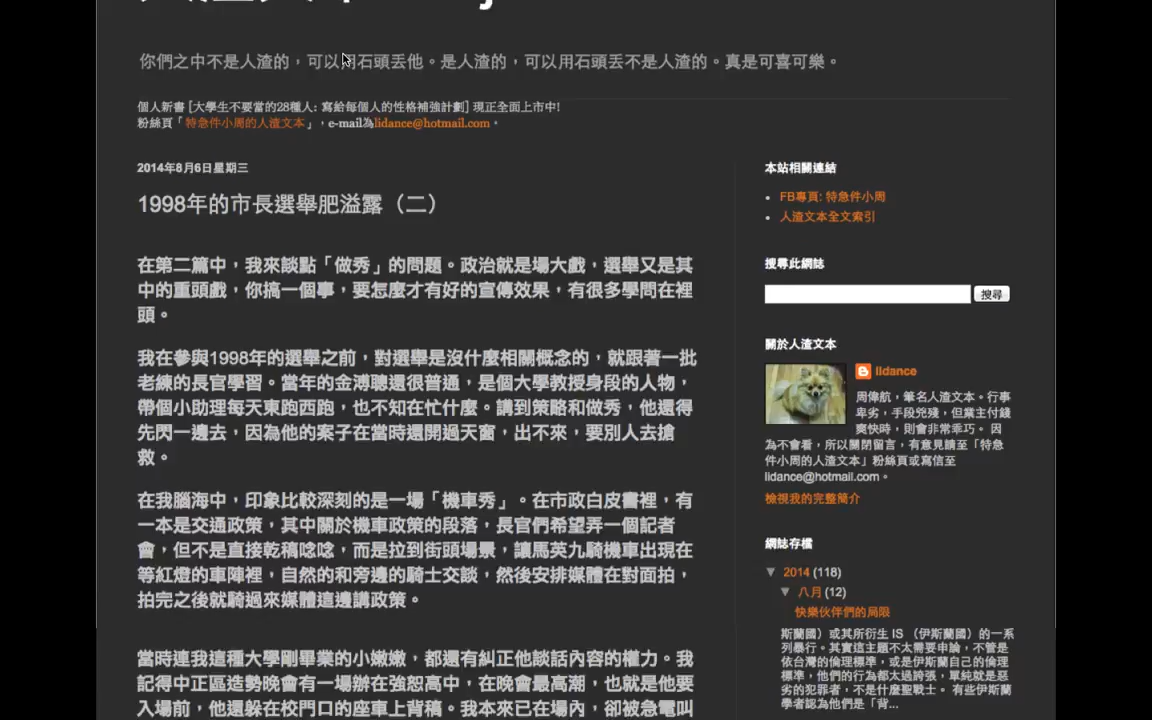 你們之中不是人渣的，可以用石頭丟他。是人渣的，可以用石頭丟不是人渣的。真是可喜可樂。
個人新書 [大學生不要當的28種人: 寫給每個人的性格補強計劃] 現正全面上市中!
粉絲頁「特急件小周的人渣文本」，e-mail為lidance@hotmail.com。
2014年8月6日星期三
1998年的市長選舉肥溢露（二）
在第二篇中，我來談點「做秀」的問題。政治就是場大戲，選舉又是其
中的重頭戲，你搞一個事，要怎麼才有好的宣傳效果，有很多學問在裡
頭。
我在參與1998年的選舉之前，對選舉是沒什麼相關概念的，就跟著一批
老練的長官學習。當年的金溥聰還很普通，是個大學教授身段的人物，
帶個小助理每天東跑西跑，也不知在忙什麼。講到策略和做秀，他還得
先閃一邊去，因為他的案子在當時還開過天窗，出不來，要別人去搶
救。
在我腦海中，印象比較深刻的是一場「機車秀」。在市政白皮書裡，有
一本是交通政策，其中關於機車政策的段落，長官們希望弄一個記者
會，但不是直接乾稿唸唸，而是拉到街頭場景，讓馬英九騎機車出現在
等紅燈的車陣裡，自然的和旁邊的騎士交談，然後安排媒體在對面拍，
拍完之後就騎過來媒體這邊講政策。
當時連我這種大學剛畢業的小嫩嫩，都還有糾正他談話內容的權力。我
記得中正區造勢晚會有一場辦在強恕高中，在晚會最高潮，也就是他要
入場前，他還躲在校門口的座車上背稿。我本來已在場內，卻被急電叫
本站相關連結
FB專頁: 特急件小周
人渣文本全文索引
搜尋此網誌
搜尋
關於人渣文本
lidance
周偉航，筆名人渣文本。行事
卑劣，手段兇殘，但業主付錢
爽快時，則會非常乖巧。 因
為不會看，所以關閉留言，有意見請至「特急
件小周的人渣文本」粉絲頁或寫信至
lidance@hotmail.com。
檢視我的完整簡介
網誌存檔
▼ 2014 (118)
▼ 八月 (12)
快樂伙伴們的局限
斯蘭國）或其所衍生 IS （伊斯蘭國）的一系
列暴行。其實這主題不太需要申論，不管是
依台灣的倫理標準，或是伊斯蘭自己的倫理
標準，他們的行為都太過誇張，單純就是惡
劣的犯罪者，不是什麼聖戰士。 有些伊斯蘭
學者認為他們是「背...